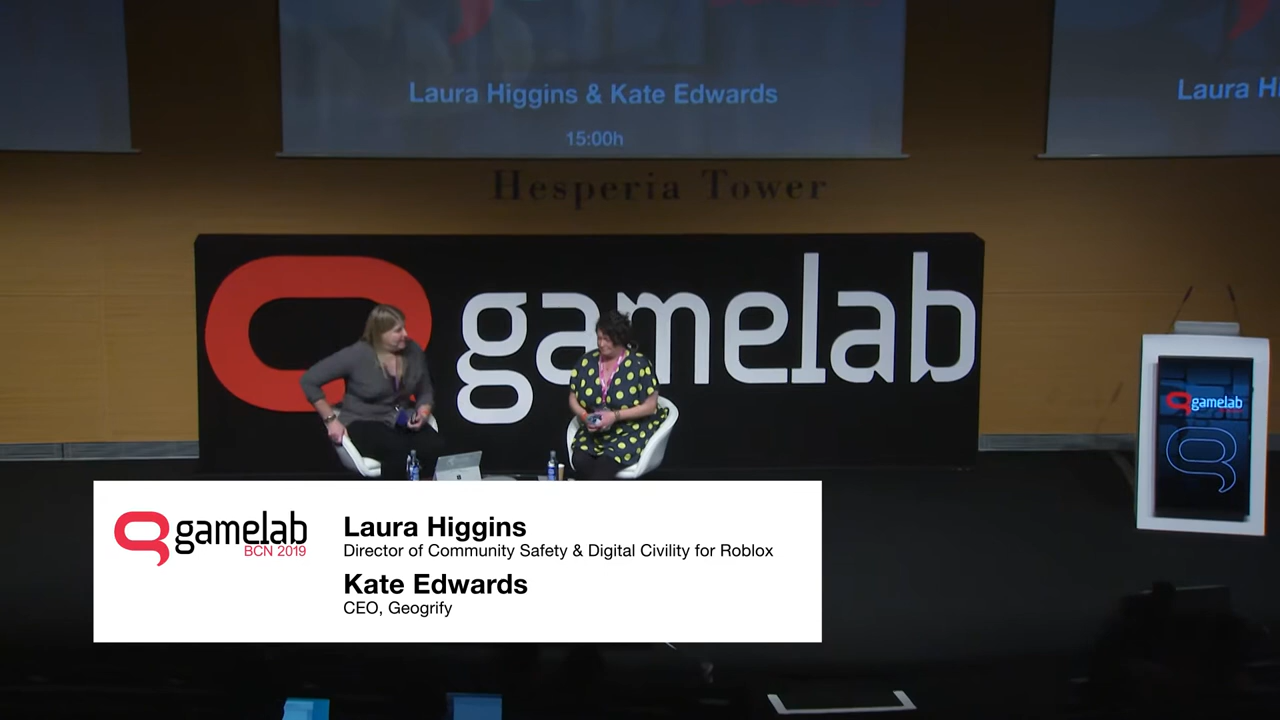 Laura Higgins & Kate Edwards
15:00h
Laura Hi
Hesperia Tower
gamelab
gamelab
gamelab
BCN 2019
Laura Higgins
Director of Community Safety & Digital Civility for Roblox
Kate Edwards
CEO, Geogrify